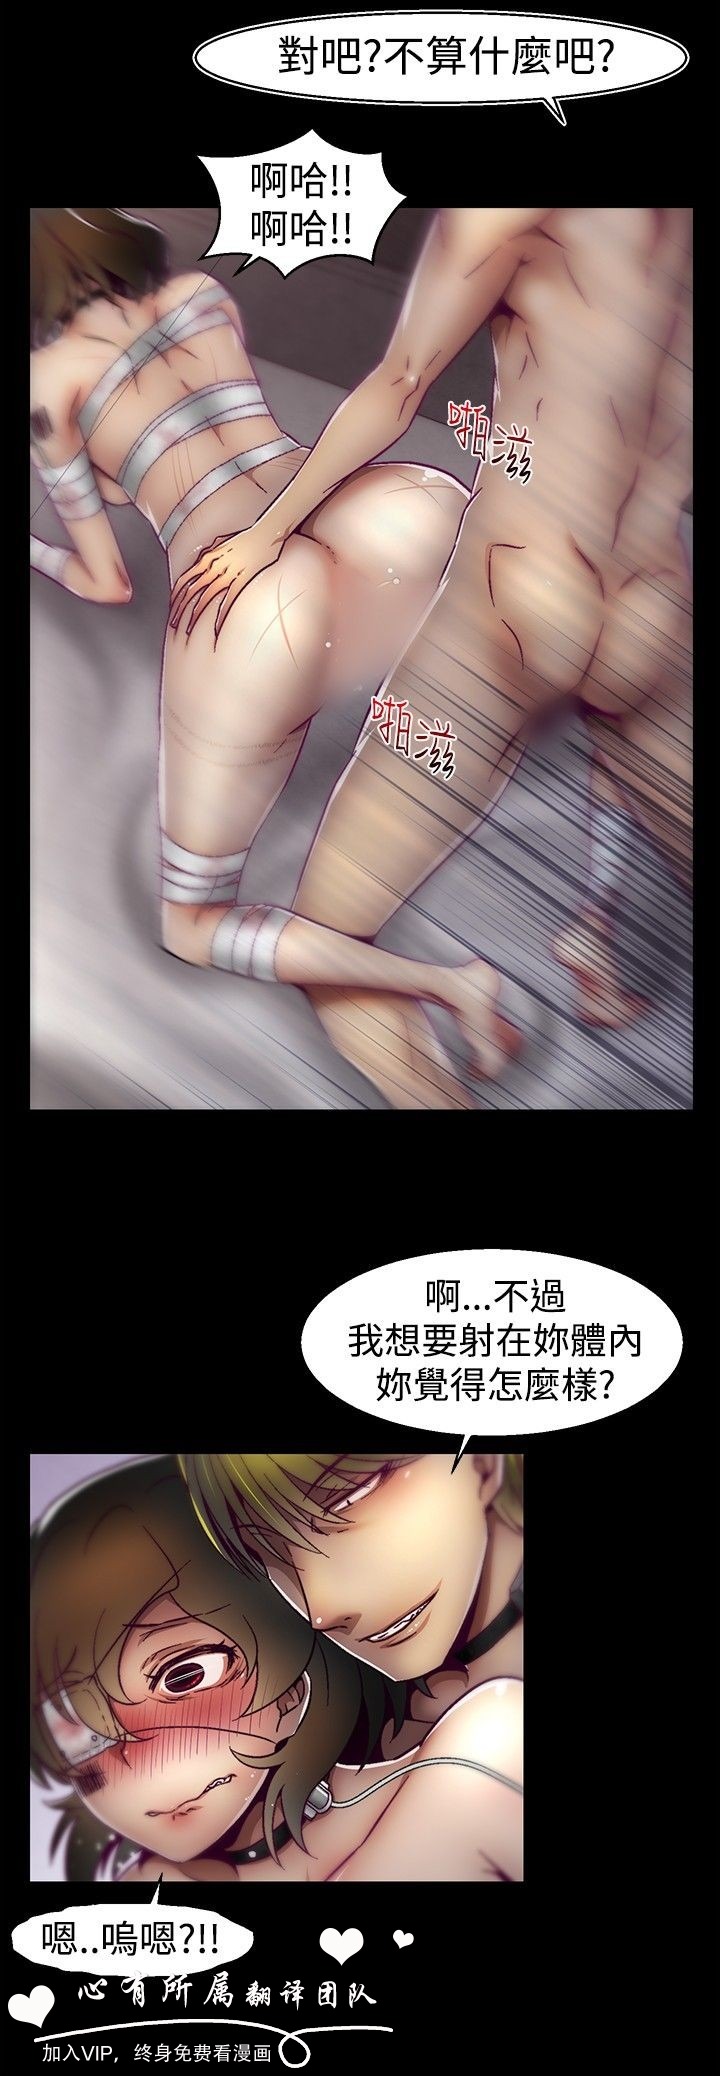 對吧?不算什麼吧?
啊哈!!
啊哈!!
啪滋
啪滋
啊...不過
我想要射在妳體內
妳覺得怎麼樣?
嗯..嗚嗯?!!
心有所属翻译团队
加入VIP，终身免费看漫画